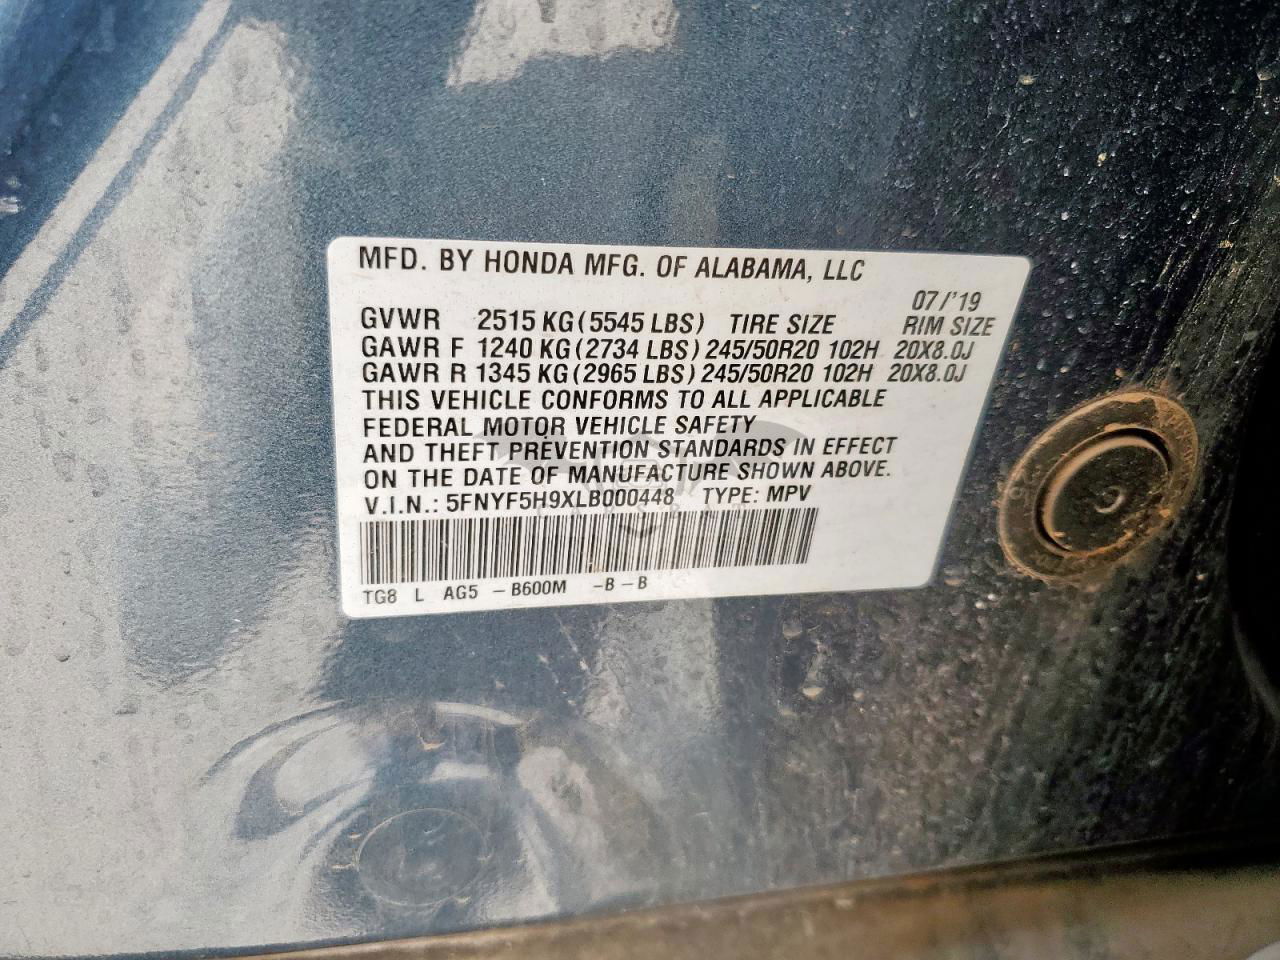 MFD. BY HONDA MFG. OF ALABAMA, LLC
07/'19
GVWR 2515 KG (5545 LBS) TIRE SIZE RIM SIZE
GAWR F 1240 KG (2734 LBS) 245/50R20 102H 20X8.0J
GAWR R 1345 KG (2965 LBS) 245/50R20 102H 20X8.0J
THIS VEHICLE CONFORMS TO ALL APPLICABLE
FEDERAL MOTOR VEHICLE SAFETY
AND THEFT PREVENTION STANDARDS IN EFFECT
ON THE DATE OF MANUFACTURE SHOWN ABOVE.
V.I.N.: 5FNYF5H9XLB000448 TYPE: MPV
TG8 L AG5 -B600M -B-B